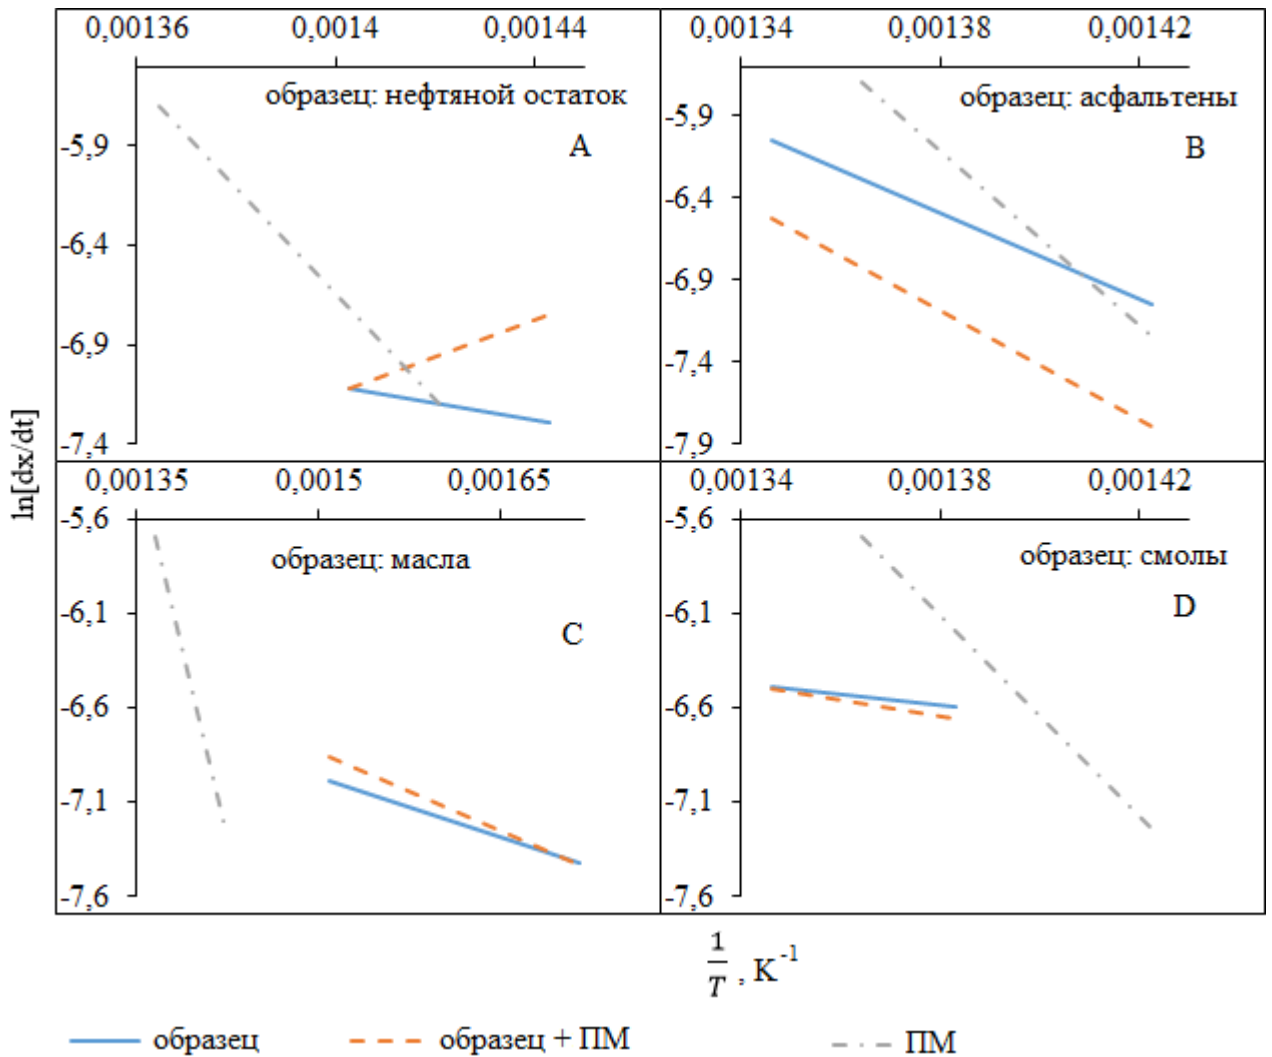 0,00136 0,0014 0,00144
образец: нефтяной остаток
A
-5,9
-6,4
-6,9
-7,4
0,00134 0,00138 0,00142
образец: асфальтены
B
-5,9
-6,4
-6,9
-7,4
-7,9
0,00135 0,0015 0,00165
-5,6
образец: масла
C
-6,1
-6,6
-7,1
-7,6
0,00134 0,00138 0,00142
-5,6
образец: смолы
D
-6,1
-6,6
-7,1
-7,6
ln[dx/dt]
1/T , K⁻¹
образец образец + ПМ ПМ